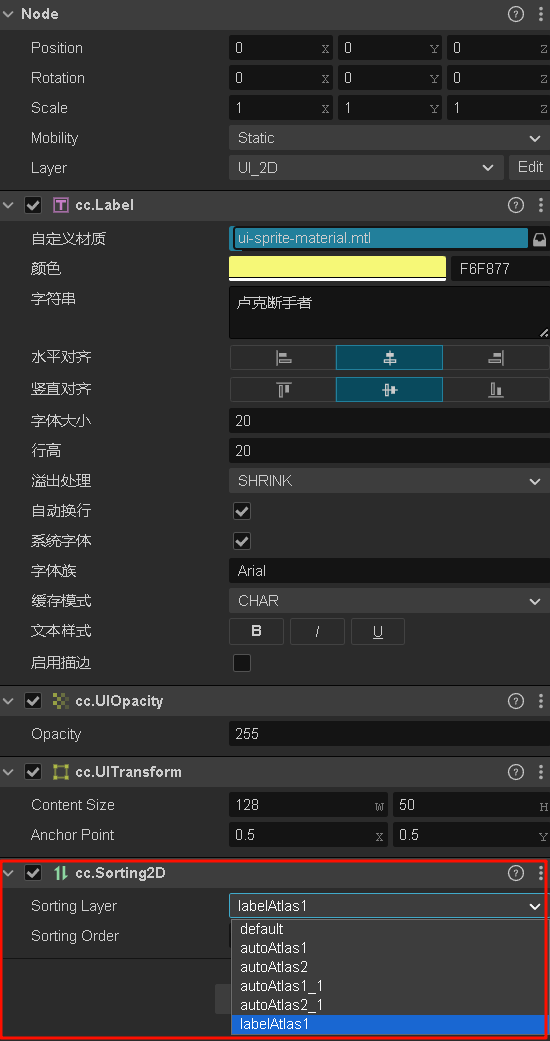 Node
Position 0 X 0 Y 0 Z
Rotation 0 X 0 Y 0 Z
Scale 1 X 1 Y 1 Z
Mobility Static
Layer UI_2D Edit
cc.Label
自定义材质 ui-sprite-material.mtl
颜色 F6F877
字符串 卢克断手者
水平对齐
竖直对齐
字体大小 20
行高 20
溢出处理 SHRINK
自动换行
系统字体
字体族 Arial
缓存模式 CHAR
文本样式 B I U
启用描边
cc.UIOpacity
Opacity 255
cc.UITransform
Content Size 128 W 50 H
Anchor Point 0.5 X 0.5 Y
cc.Sorting2D
Sorting Layer labelAtlas1
Sorting Order
default
autoAtlas1
autoAtlas2
autoAtlas1_1
autoAtlas2_1
labelAtlas1